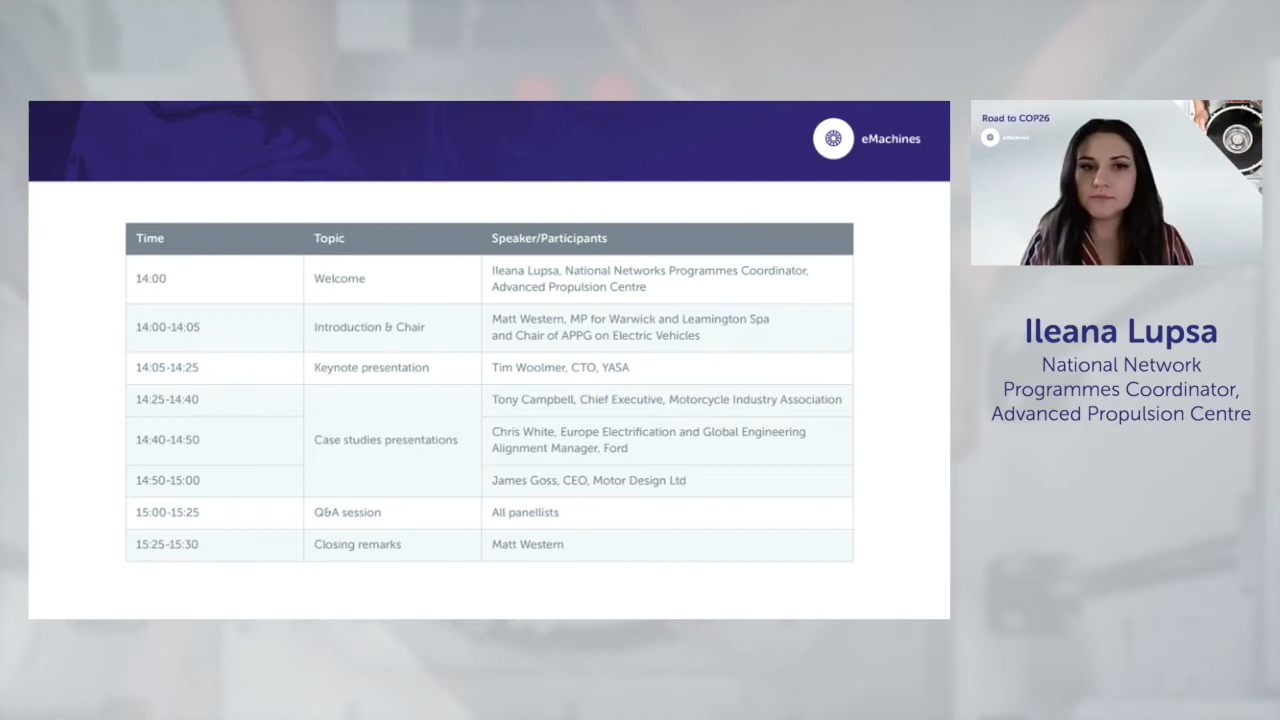 eMachines
Time Topic Speaker/Participants
14:00 Welcome Ileana Lupsa, National Networks Programmes Coordinator,
Advanced Propulsion Centre
14:00-14:05 Introduction & Chair Matt Western, MP for Warwick and Leamington Spa
and Chair of APPG on Electric Vehicles
14:05-14:25 Keynote presentation Tim Woolmer, CTO, YASA
14:25-14:40 Tony Campbell, Chief Executive, Motorcycle Industry Association
14:40-14:50 Case studies presentations Chris White, Europe Electrification and Global Engineering
Alignment Manager, Ford
14:50-15:00 James Goss, CEO, Motor Design Ltd
15:00-15:25 Q&A session All panellists
15:25-15:30 Closing remarks Matt Western
Road to COP26
eMachines
Ileana Lupsa
National Network
Programmes Coordinator,
Advanced Propulsion Centre